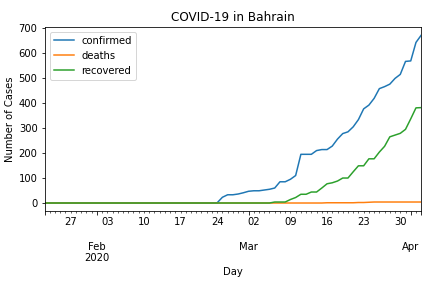 COVID-19 in Bahrain
700
600
500
400
300
200
100
0
Number of Cases
confirmed
deaths
recovered
27 03 10 17 24 02 09 16 23 30
Feb Mar Apr
2020
Day